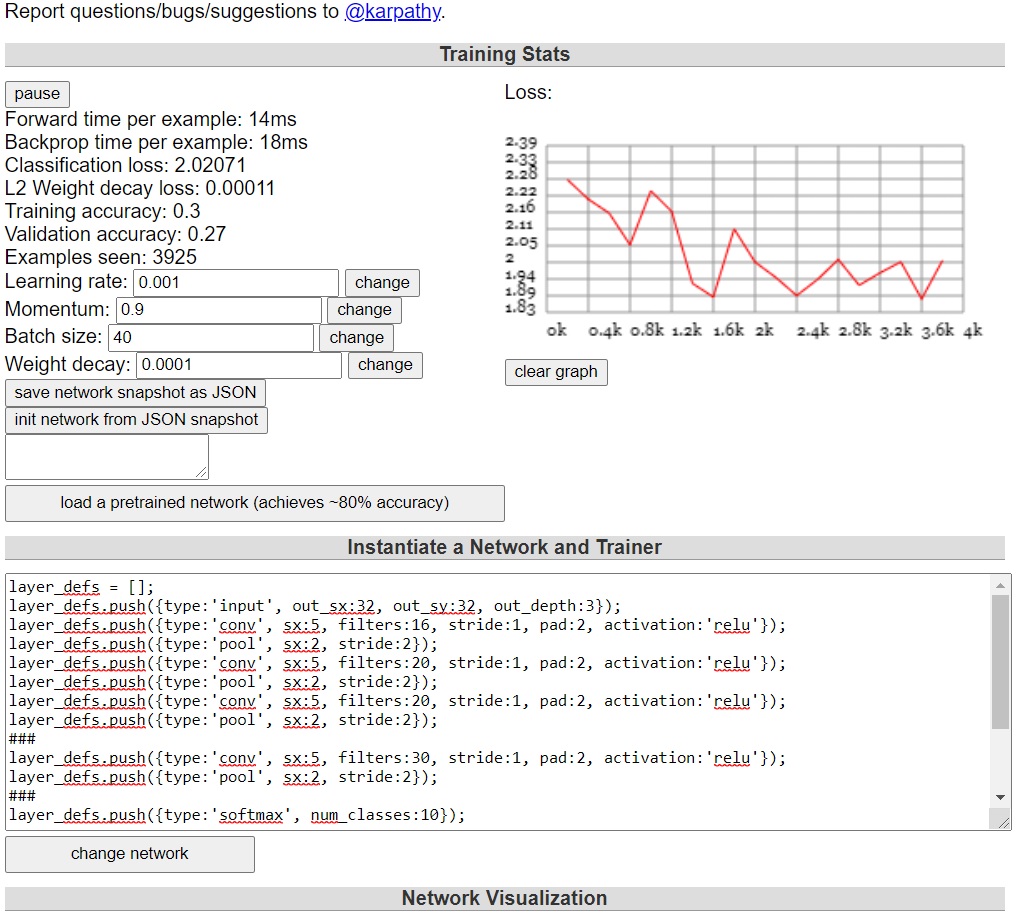 Report questions/bugs/suggestions to @karpathy.
Training Stats
pause
Forward time per example: 14ms
Backprop time per example: 18ms
Classification loss: 2.02071
L2 Weight decay loss: 0.00011
Training accuracy: 0.3
Validation accuracy: 0.27
Examples seen: 3925
Learning rate: 0.001 change
Momentum: 0.9 change
Batch size: 40 change
Weight decay: 0.0001 change
save network snapshot as JSON
init network from JSON snapshot
load a pretrained network (achieves ~80% accuracy)
Loss:
2.39
2.33
2.28
2.22
2.16
2.11
2.05
2
1.94
1.89
1.83
0k 0.4k 0.8k 1.2k 1.6k 2k 2.4k 2.8k 3.2k 3.6k 4k
clear graph
Instantiate a Network and Trainer
layer_defs = [];
layer_defs.push({type:'input', out_sx:32, out_sy:32, out_depth:3});
layer_defs.push({type:'conv', sx:5, filters:16, stride:1, pad:2, activation:'relu'});
layer_defs.push({type:'pool', sx:2, stride:2});
layer_defs.push({type:'conv', sx:5, filters:20, stride:1, pad:2, activation:'relu'});
layer_defs.push({type:'pool', sx:2, stride:2});
layer_defs.push({type:'conv', sx:5, filters:20, stride:1, pad:2, activation:'relu'});
layer_defs.push({type:'pool', sx:2, stride:2});
###
layer_defs.push({type:'conv', sx:5, filters:30, stride:1, pad:2, activation:'relu'});
layer_defs.push({type:'pool', sx:2, stride:2});
###
layer_defs.push({type:'softmax', num_classes:10});
change network
Network Visualization